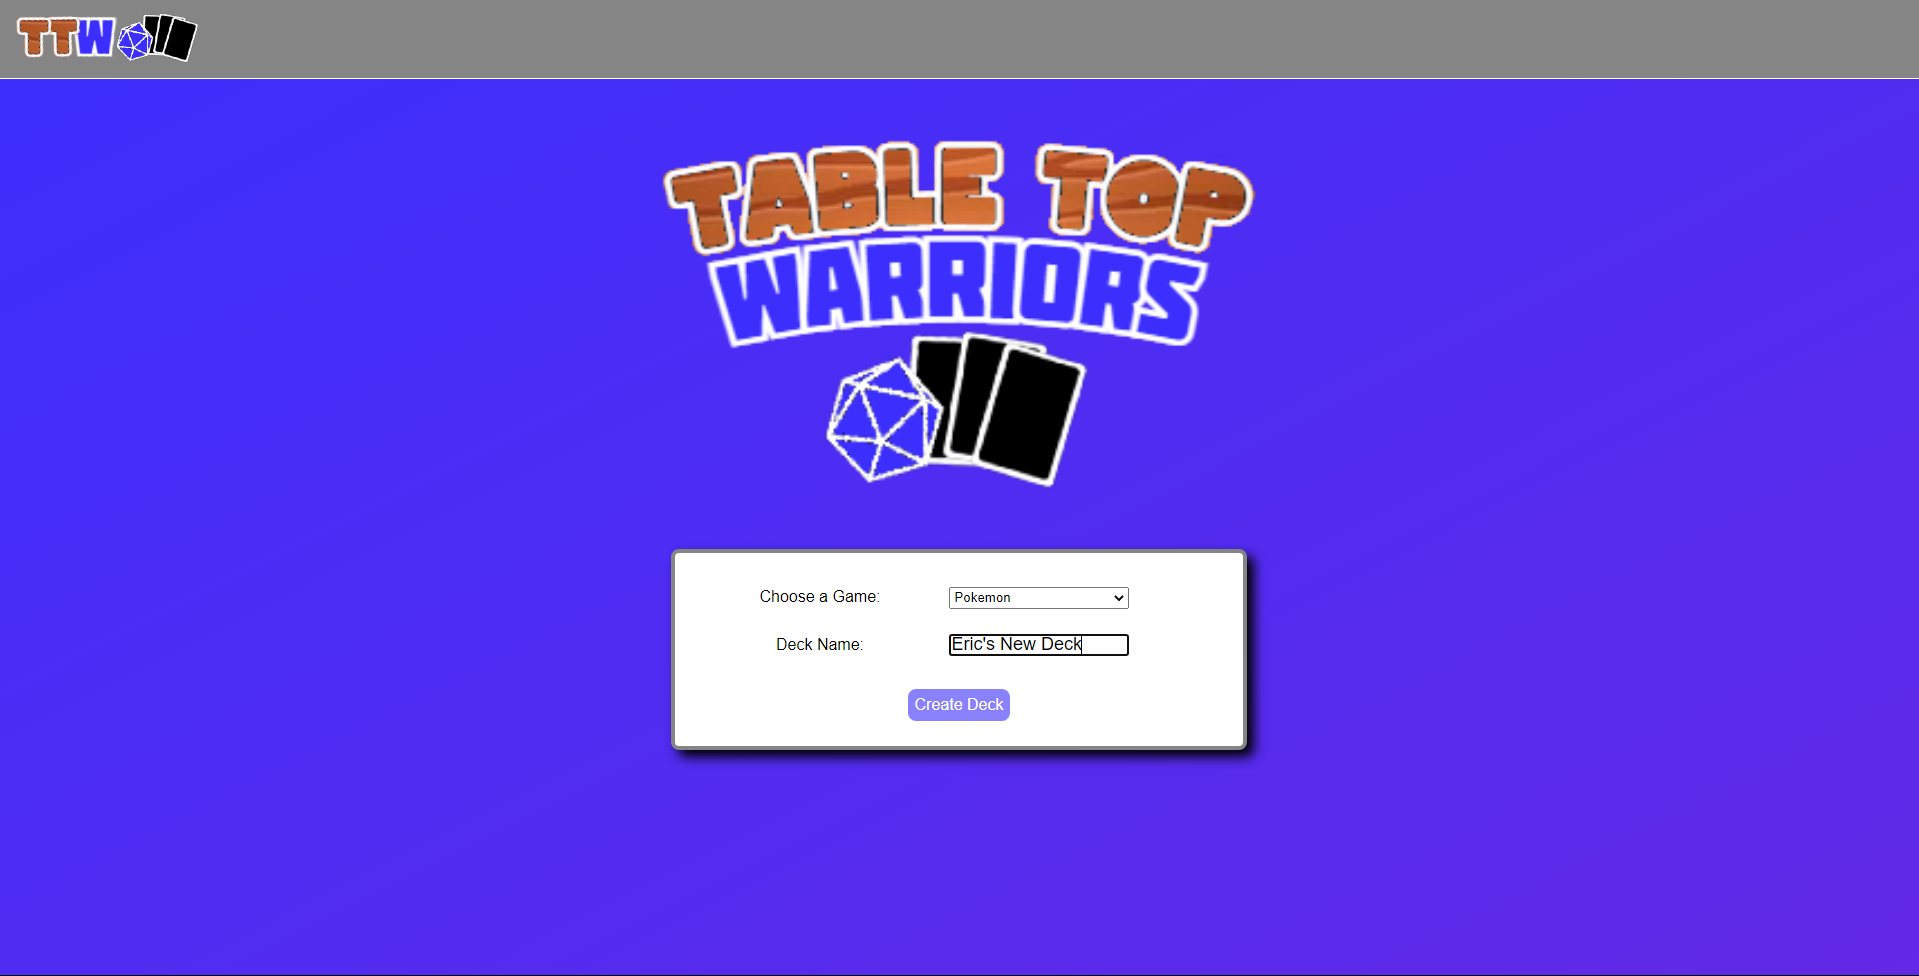 TTW
TABLE TOP
WARRIORS
Choose a Game:
Pokemon
Deck Name:
Eric's New Deck
Create Deck